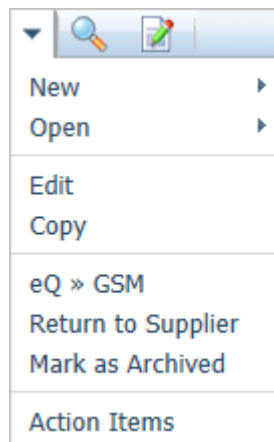 New
Open
Edit
Copy
eQ » GSM
Return to Supplier
Mark as Archived
Action Items